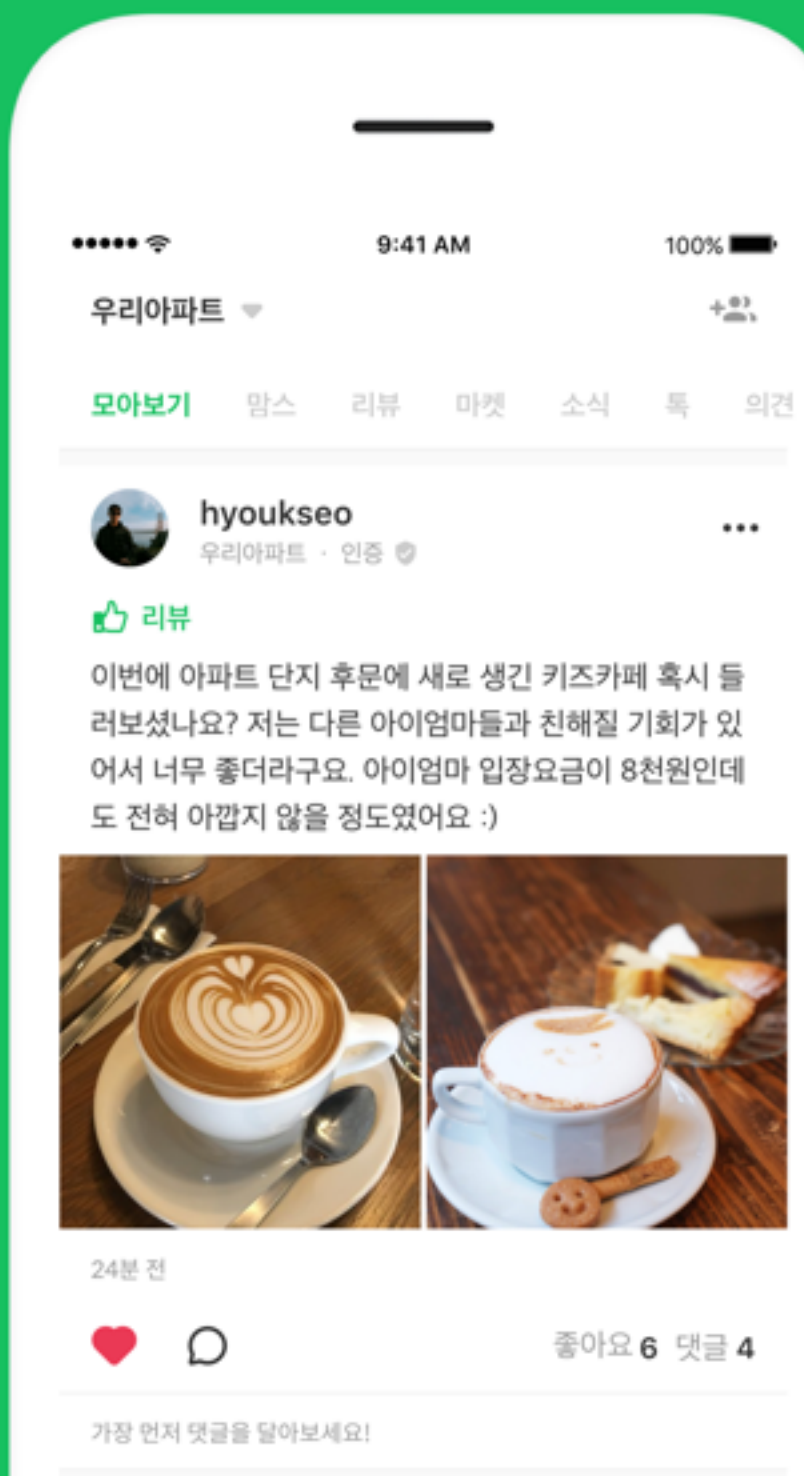 9:41 AM
100%
우리아파트
모아보기 맘스 리뷰 마켓 소식 톡 의견
hyoukseo
우리아파트 · 인증
리뷰
이번에 아파트 단지 후문에 새로 생긴 키즈카페 혹시 들
러보셨나요? 저는 다른 아이엄마들과 친해질 기회가 있
어서 너무 좋더라구요. 아이엄마 입장요금이 8천원인데
도 전혀 아깝지 않을 정도였어요 :)
24분 전
좋아요 6 댓글 4
가장 먼저 댓글을 달아보세요!